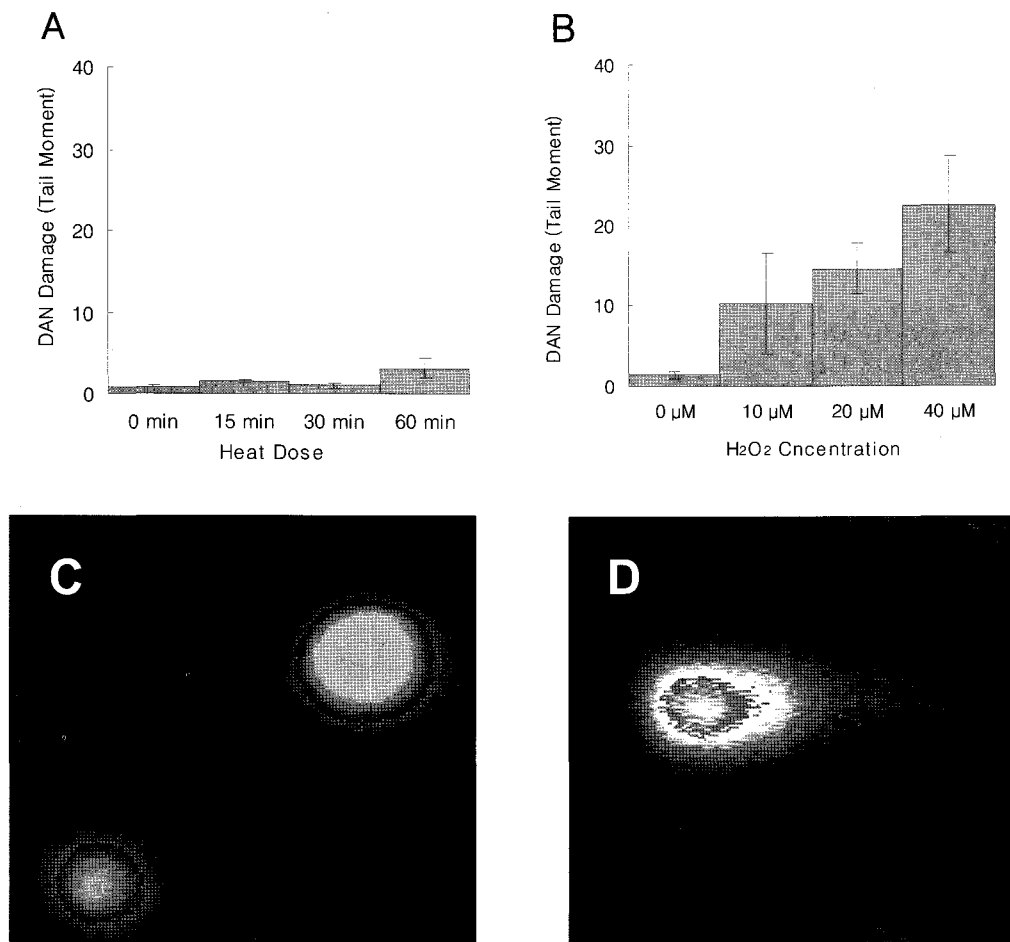 A
DAN Damage (Tail Moment)
40
30
20
10
0
0 min 15 min 30 min 60 min
Heat Dose
B
DAN Damage (Tail Moment)
40
30
20
10
0
0 µM 10 µM 20 µM 40 µM
H2O2 Cncentration
C
D